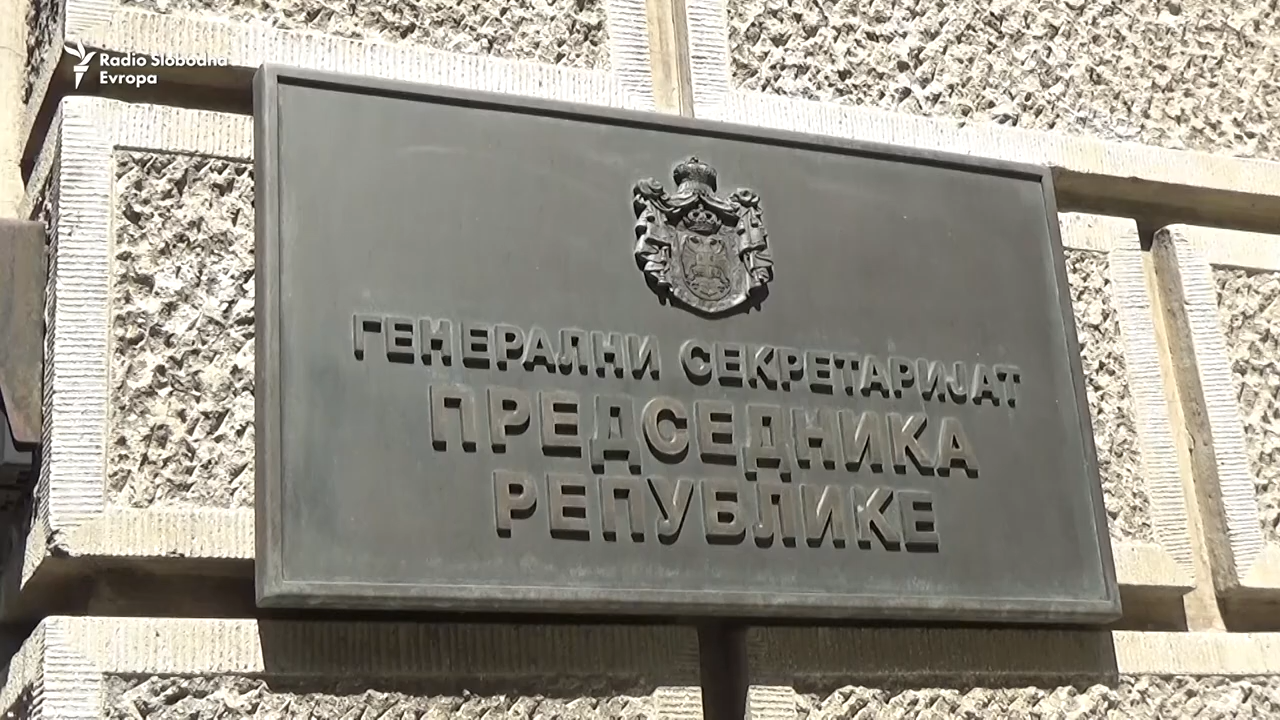 Radio Slobodna
Evropa
ГЕНЕРАЛНИ СЕКРЕТАРИЈАТ
ПРЕДСЕДНИКА
РЕПУБЛИКЕ